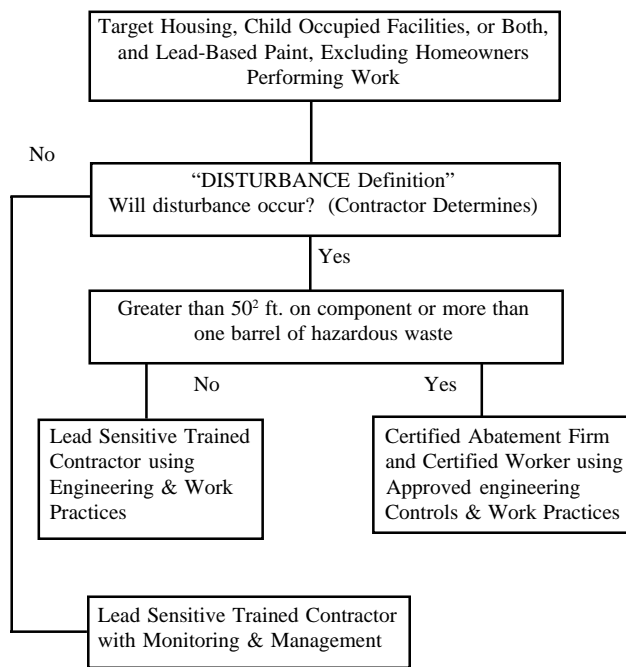 Target Housing, Child Occupied Facilities, or Both,
and Lead-Based Paint, Excluding Homeowners
Performing Work
No
“DISTURBANCE Definition”
Will disturbance occur? (Contractor Determines)
Yes
Greater than 50² ft. on component or more than
one barrel of hazardous waste
No
Yes
Lead Sensitive Trained
Contractor using
Engineering & Work
Practices
Certified Abatement Firm
and Certified Worker using
Approved engineering
Controls & Work Practices
Lead Sensitive Trained Contractor
with Monitoring & Management